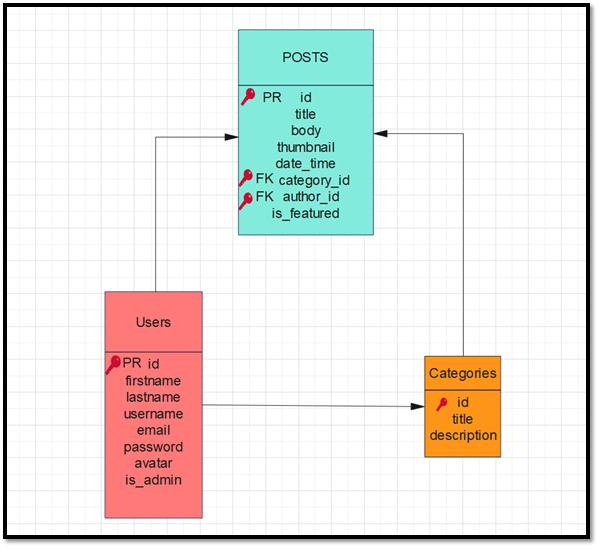 POSTS
PR id
title
body
thumbnail
date_time
FK category_id
FK author_id
is_featured
Users
PR id
firstname
lastname
username
email
password
avatar
is_admin
Categories
id
title
description